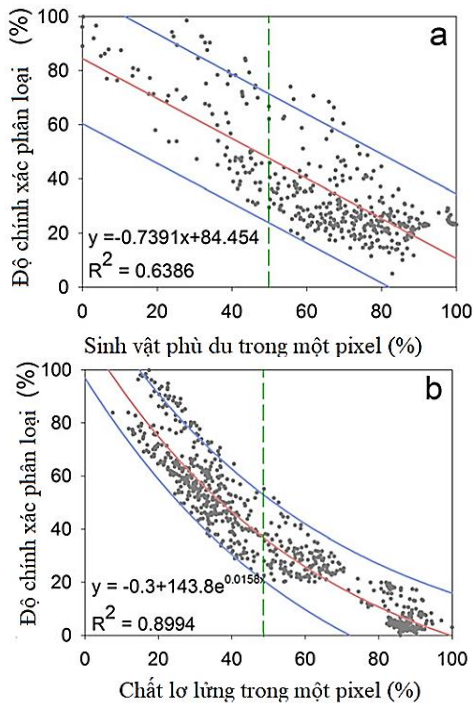 Độ chính xác phân loại (%)
100
80
60
40
20
0
a
y =-0.7391x+84.454
R2 = 0.6386
0 20 40 60 80 100
Sinh vật phù du trong một pixel (%)
Độ chính xác phân loại (%)
100
80
60
40
20
0
b
y = -0.3+143.8e0.0158
R2 = 0.8994
0 20 40 60 80 100
Chất lơ lửng trong một pixel (%)